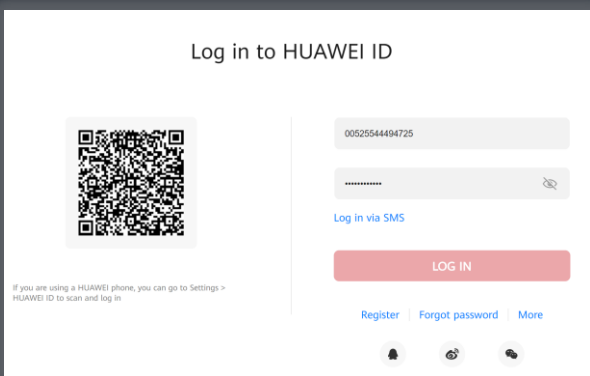 Log in to HUAWEI ID
If you are using a HUAWEI phone, you can go to Settings >
HUAWEI ID to scan and log in
00525544494725
••••••••••••
Log in via SMS
LOG IN
Register
Forgot password
More